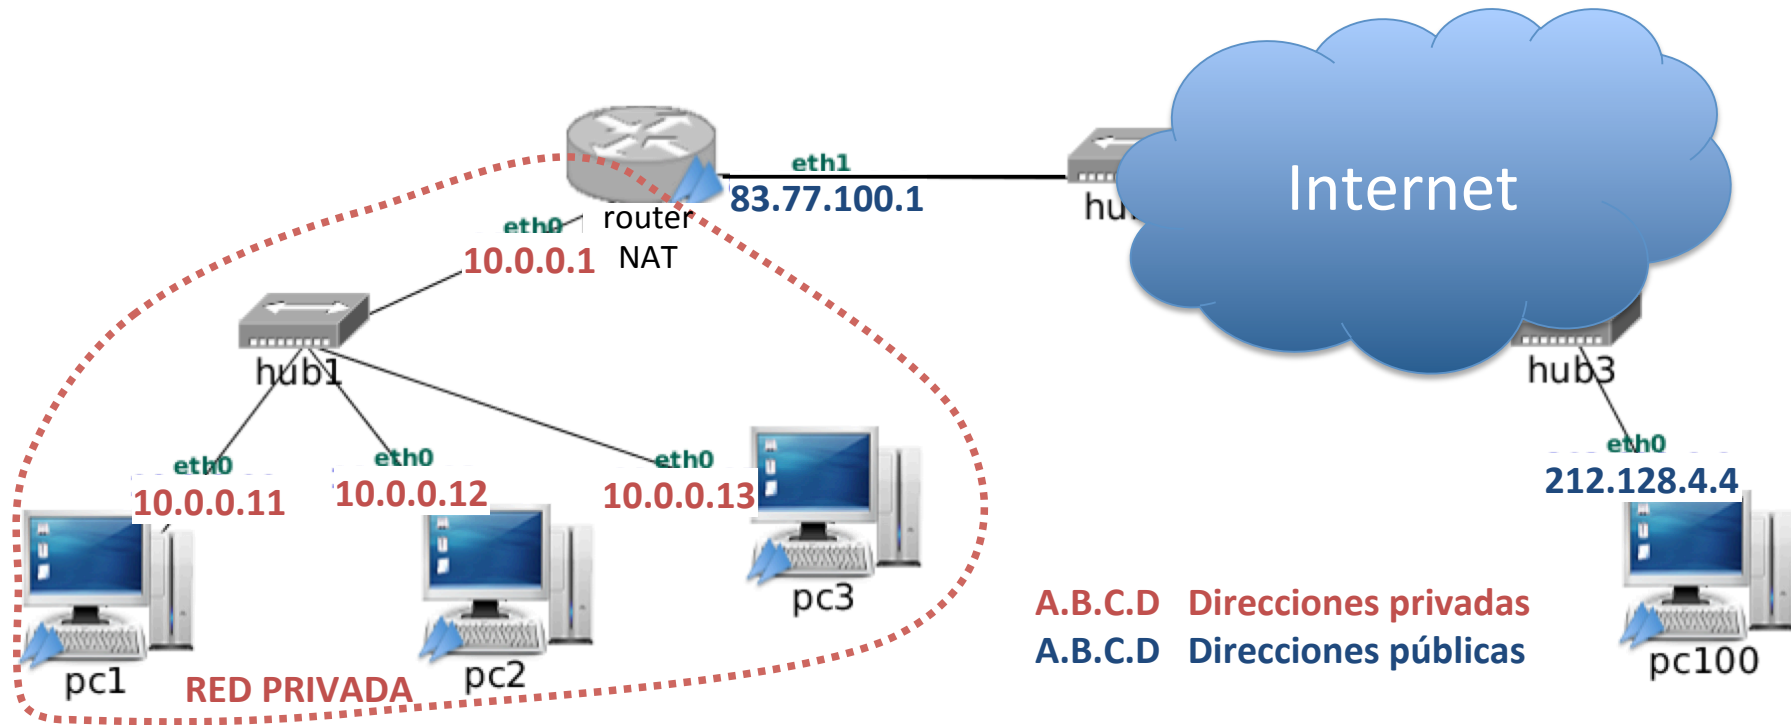 Internet
eth1
83.77.100.1
hu
router
NAT
eth0
10.0.0.1
hub1
hub3
eth0
10.0.0.11
eth0
10.0.0.12
eth0
10.0.0.13
eth0
212.128.4.4
pc1
pc2
pc3
pc100
RED PRIVADA
A.B.C.D Direcciones privadas
A.B.C.D Direcciones públicas